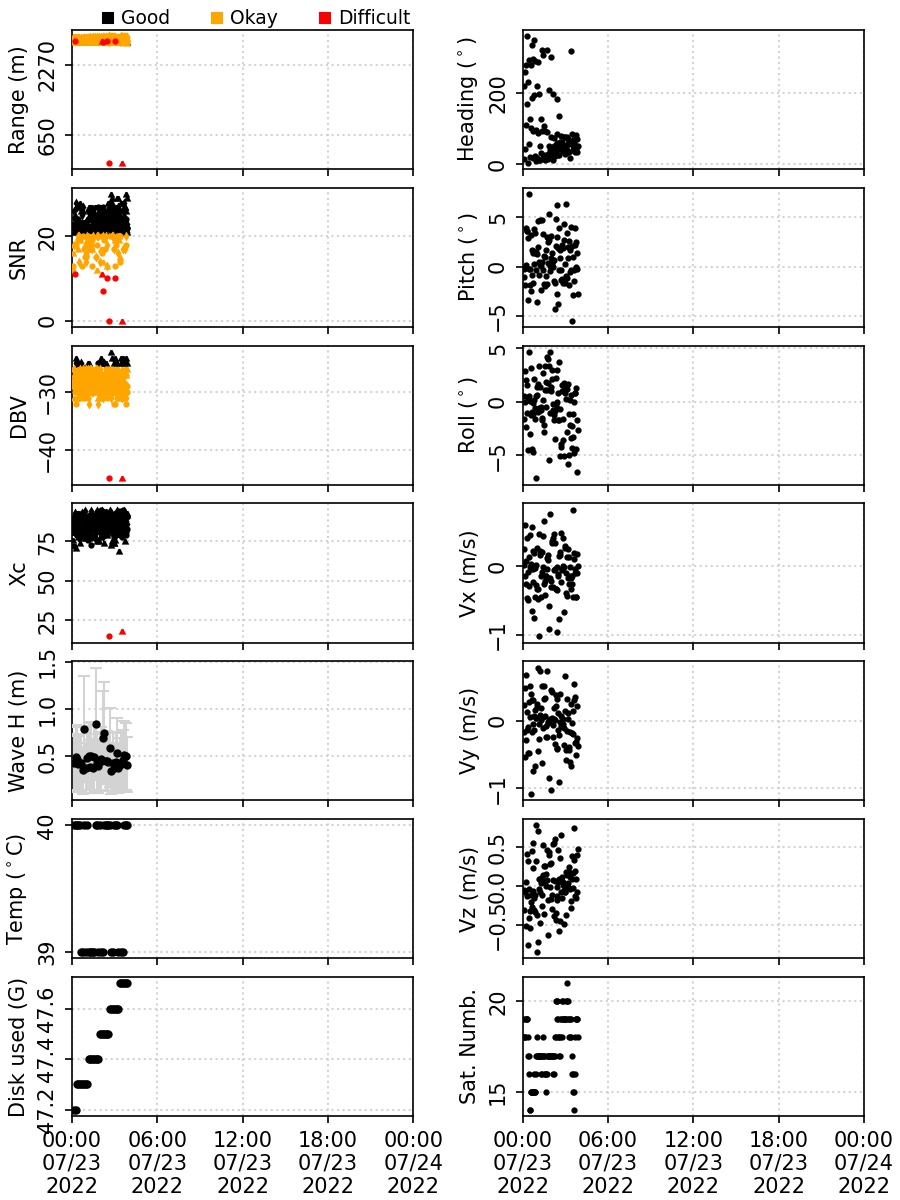 Good Okay Difficult
Range (m)
2270
650
Heading (°)
200
0
SNR
20
0
Pitch (°)
5
0
−5
DBV
−30
−40
Roll (°)
5
0
−5
Xc
75
50
25
Vx (m/s)
0
−1
Wave H (m)
1.5
1.0
0.5
Vy (m/s)
0
−1
Temp (°C)
40
39
Vz (m/s)
0.5
0.0
−0.5
Disk used (G)
47.6
47.4
47.2
Sat. Numb.
20
15
00:00 06:00 12:00 18:00 00:00 00:00 06:00 12:00 18:00 00:00
07/23 07/23 07/23 07/23 07/24 07/23 07/23 07/23 07/23 07/24
2022 2022 2022 2022 2022 2022 2022 2022 2022 2022